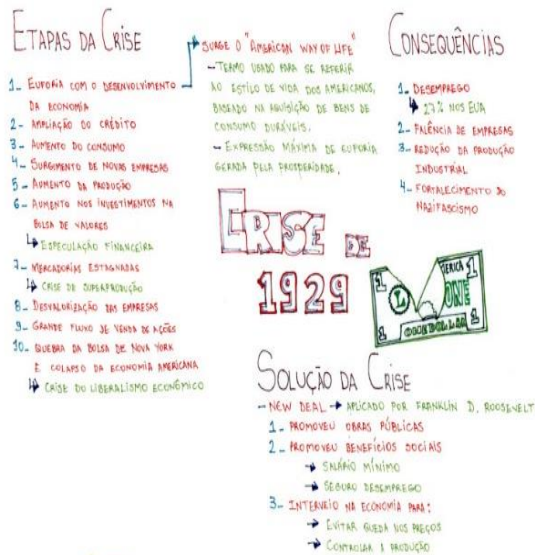 ETAPAS DA CRISE
1- EUFORIA COM O DESENVOLVIMENTO
DA ECONOMIA
2- AMPLIAÇÃO DO CRÉDITO
3- AUMENTO DO CONSUMO
4- SURGIMENTO DE NOVAS EMPRESAS
5- AUMENTO DA PRODUÇÃO
6- AUMENTO NOS INVESTIMENTOS NA
BOLSA DE VALORES
ESPECULAÇÃO FINANCEIRA
7- MERCADORIAS ESTAGNADAS
CRISE DE SUPERPRODUÇÃO
8- DESVALORIZAÇÃO DAS EMPRESAS
9- GRANDE FLUXO DE VENDA DE AÇÕES
10- QUEBRA DA BOLSA DE NOVA YORK
E COLAPSO DA ECONOMIA AMERICANA
CRISE DO LIBERALISMO ECONÔMICO
SURGE O "AMERICAN WAY OF LIFE"
- TERMO USADO PARA SE REFERIR
AO ESTILO DE VIDA DOS AMERICANOS,
BASEADO NA AQUISIÇÃO DE BENS DE
CONSUMO DURÁVEIS.
- EXPRESSÃO MÁXIMA DE EUFORIA
GERADA PELA PROSPERIDADE.
CONSEQUÊNCIAS
1- DESEMPREGO
27% NOS EUA
2- FALÊNCIA DE EMPRESAS
3- REDUÇÃO DA PRODUÇÃO
INDUSTRIAL
4- FORTALECIMENTO DO
NAZIFASCISMO
CRISE DE
1929
1 ERICA 1
L ONE
1 ONE DOLLAR 1
SOLUÇÃO DA CRISE
- NEW DEAL → APLICADO POR FRANKLIN D. ROOSEVELT
1- PROMOVEU OBRAS PÚBLICAS
2- PROMOVEU BENEFÍCIOS SOCIAIS
→ SALÁRIO MÍNIMO
→ SEGURO DESEMPREGO
3- INTERVEIO NA ECONOMIA PARA:
→ EVITAR QUEDA NOS PREÇOS
→ CONTROLAR A PRODUÇÃO